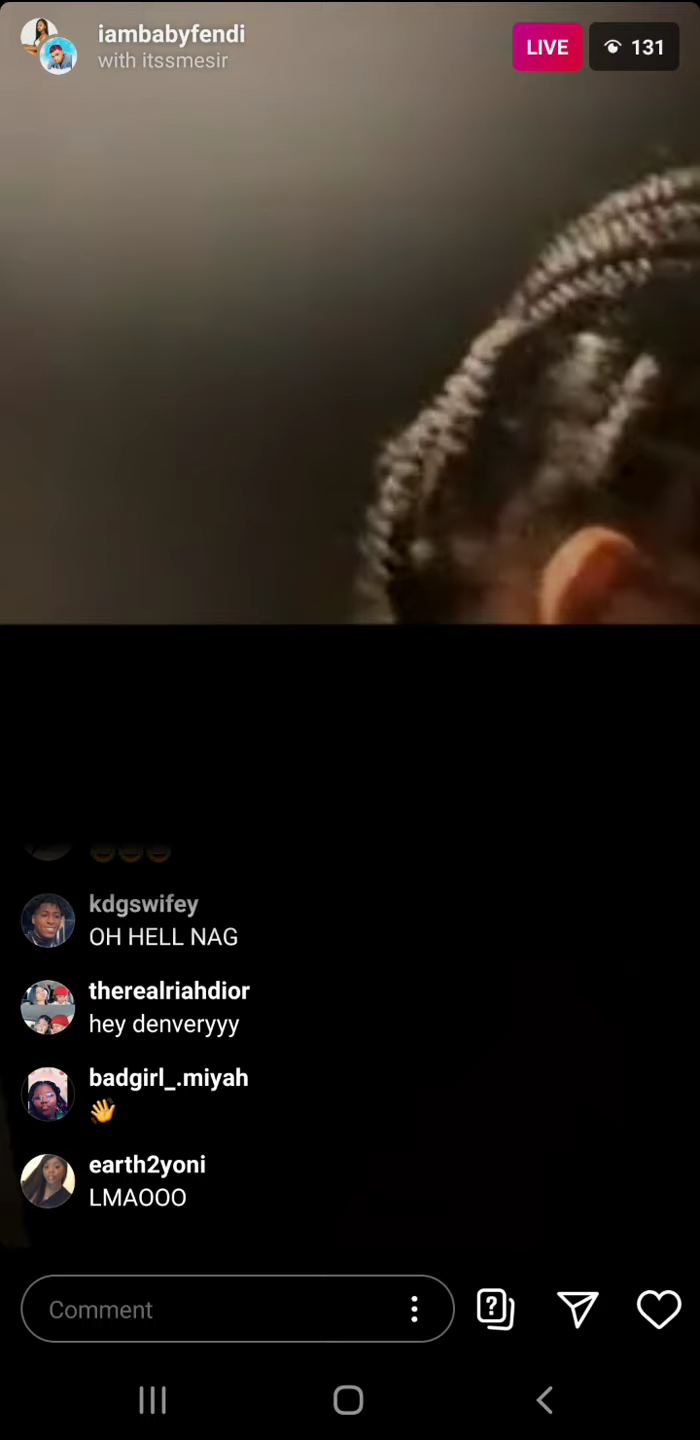 iambabyfendi
with itssmesir
LIVE
131
😄😄😄
kdgswifey
OH HELL NAG
therealriahdior
hey denveryyy
badgirl_.miyah
👋
earth2yoni
LMAOOO
Comment